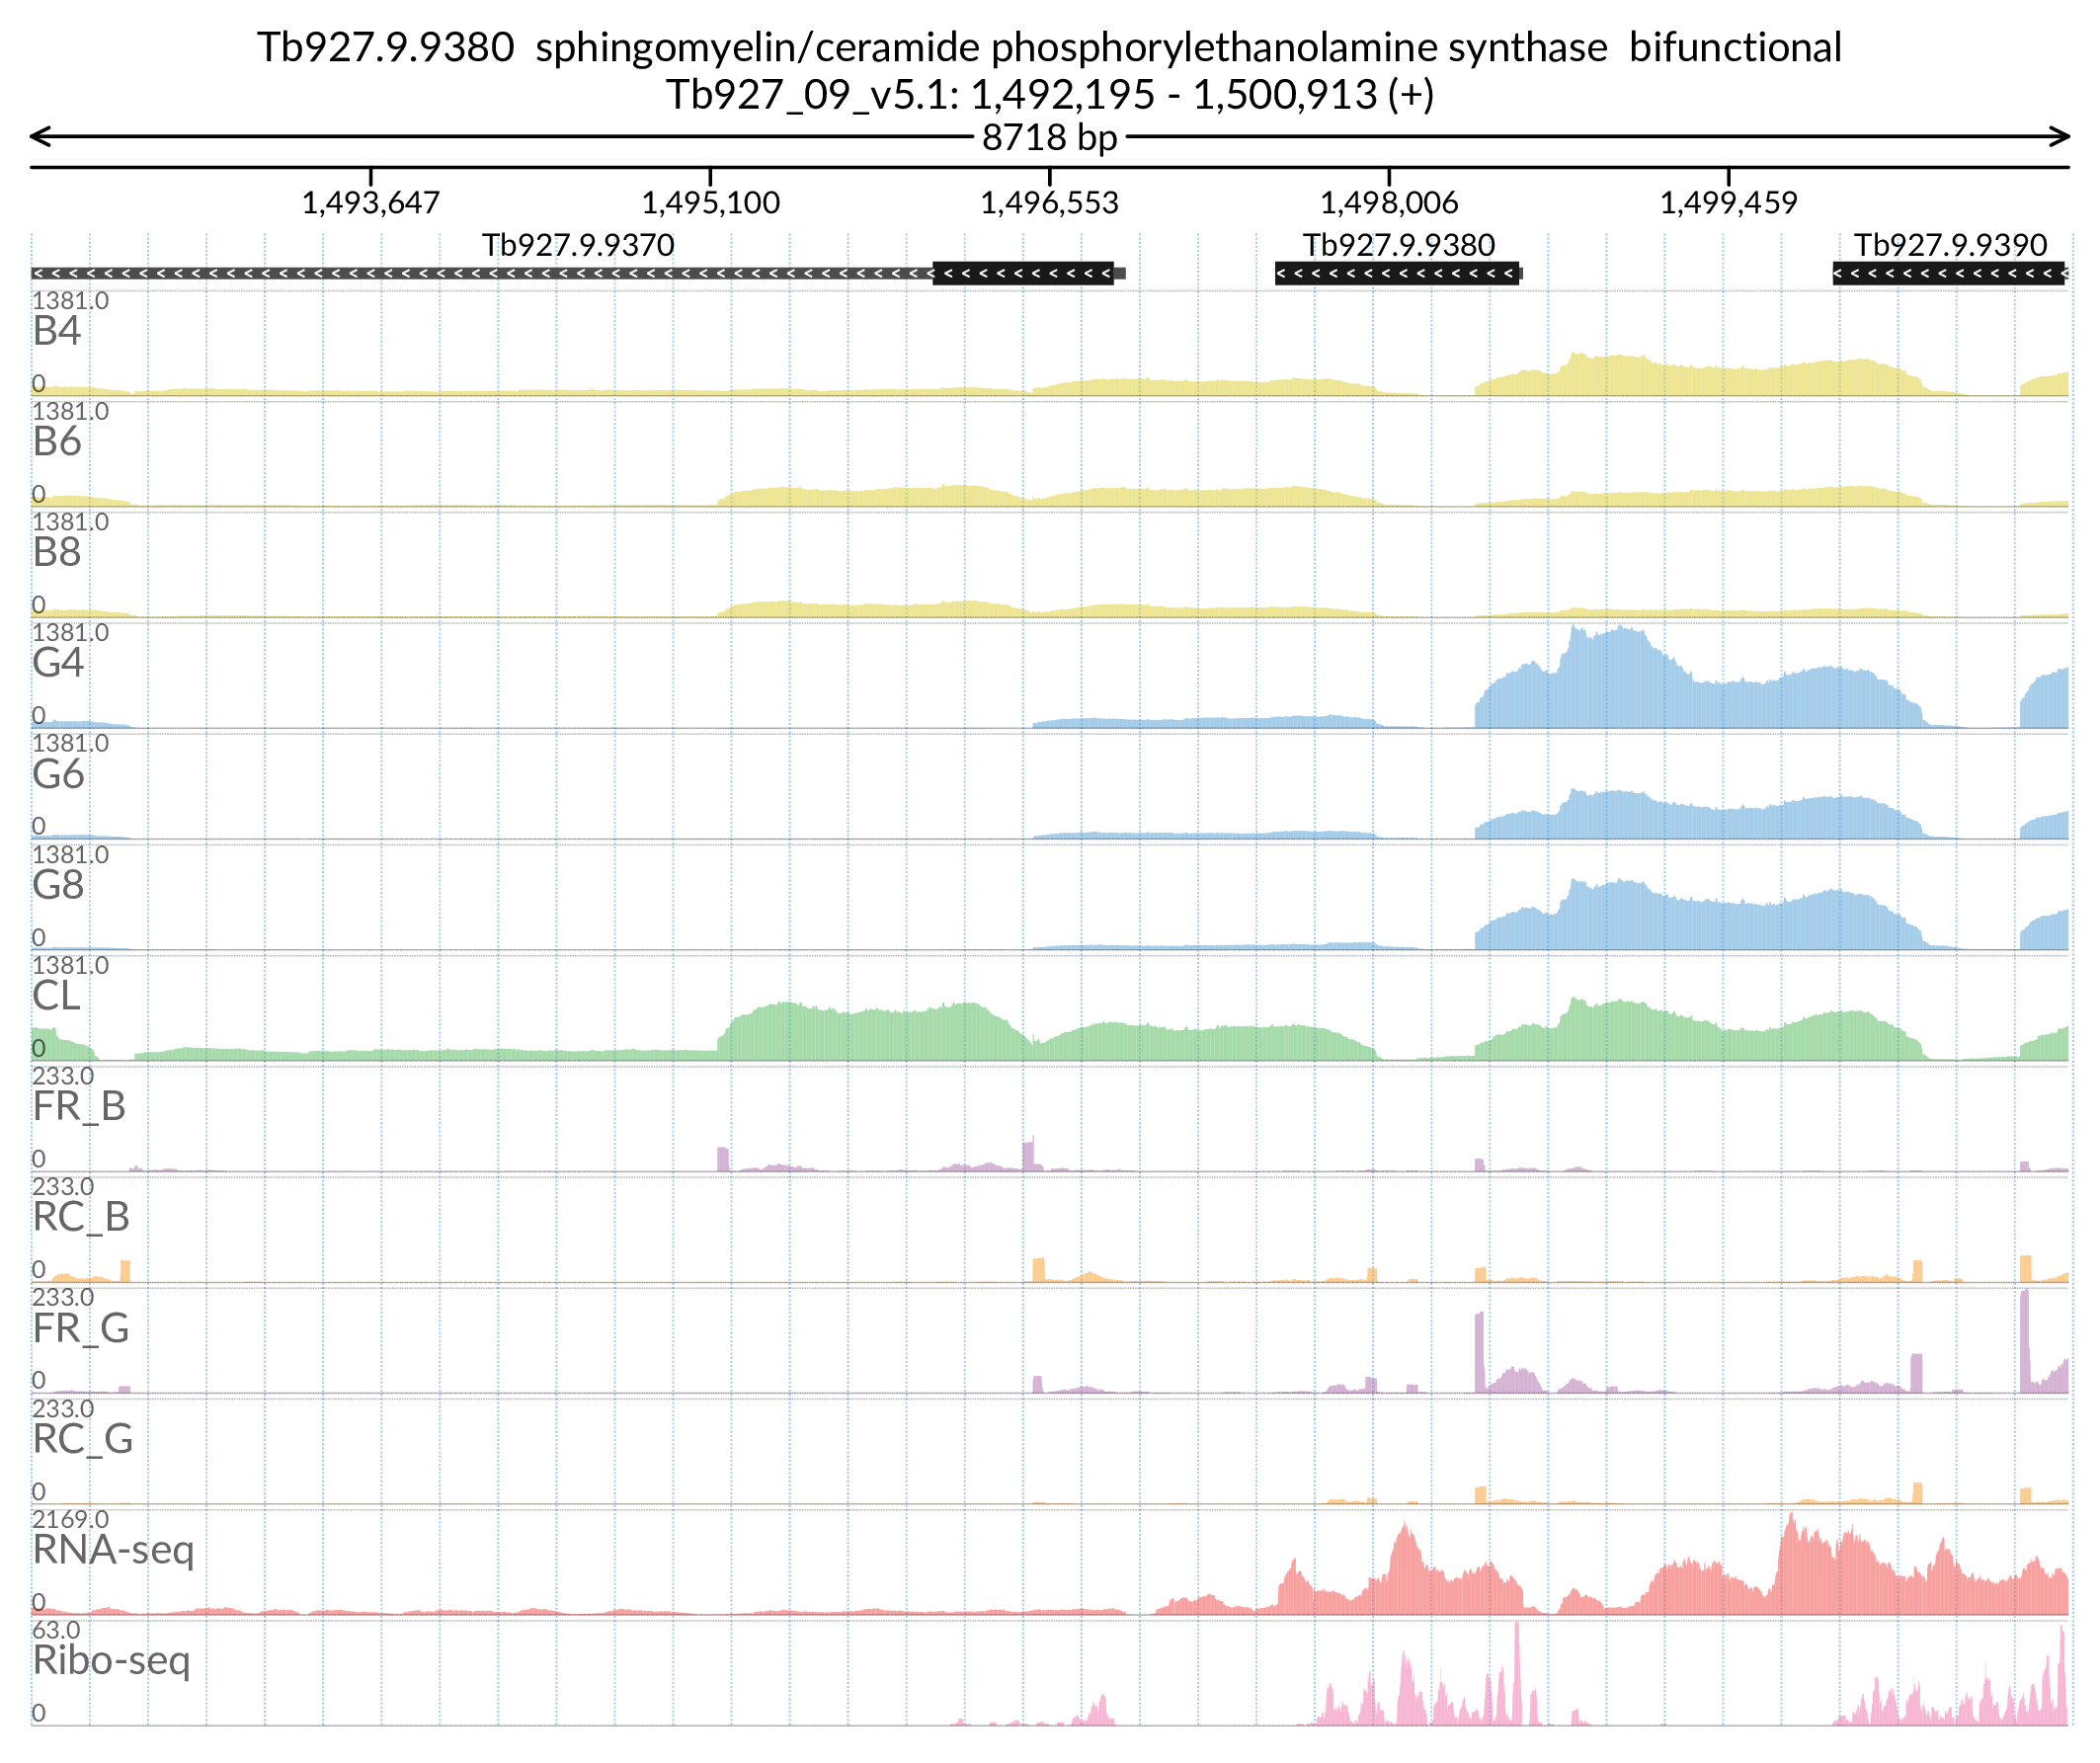 Tb927.9.9380  sphingomyelin/ceramide phosphorylethanolamine synthase  bifunctional
Tb927_09_v5.1: 1,492,195 - 1,500,913 (+)
8718 bp
1,493,647 1,495,100 1,496,553 1,498,006 1,499,459
Tb927.9.9370 Tb927.9.9380 Tb927.9.9390
1381.0
B4
0
1381.0
B6
0
1381.0
B8
0
1381.0
G4
0
1381.0
G6
0
1381.0
G8
0
1381.0
CL
0
233.0
FR_B
0
233.0
RC_B
0
233.0
FR_G
0
233.0
RC_G
0
2169.0
RNA-seq
0
63.0
Ribo-seq
0